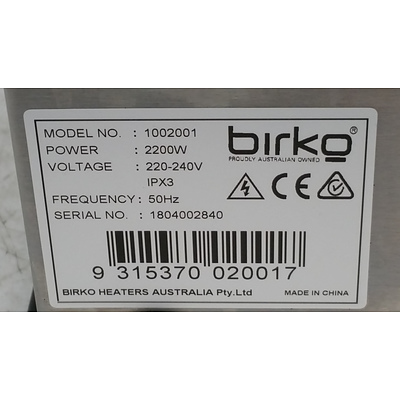 MODEL NO. : 1002001
POWER : 2200W
VOLTAGE : 220-240V
IPX3
FREQUENCY : 50Hz
SERIAL NO. : 1804002840
birko®
PROUDLY AUSTRALIAN OWNED
CE
9 315370 020017
BIRKO HEATERS AUSTRALIA Pty.Ltd
MADE IN CHINA